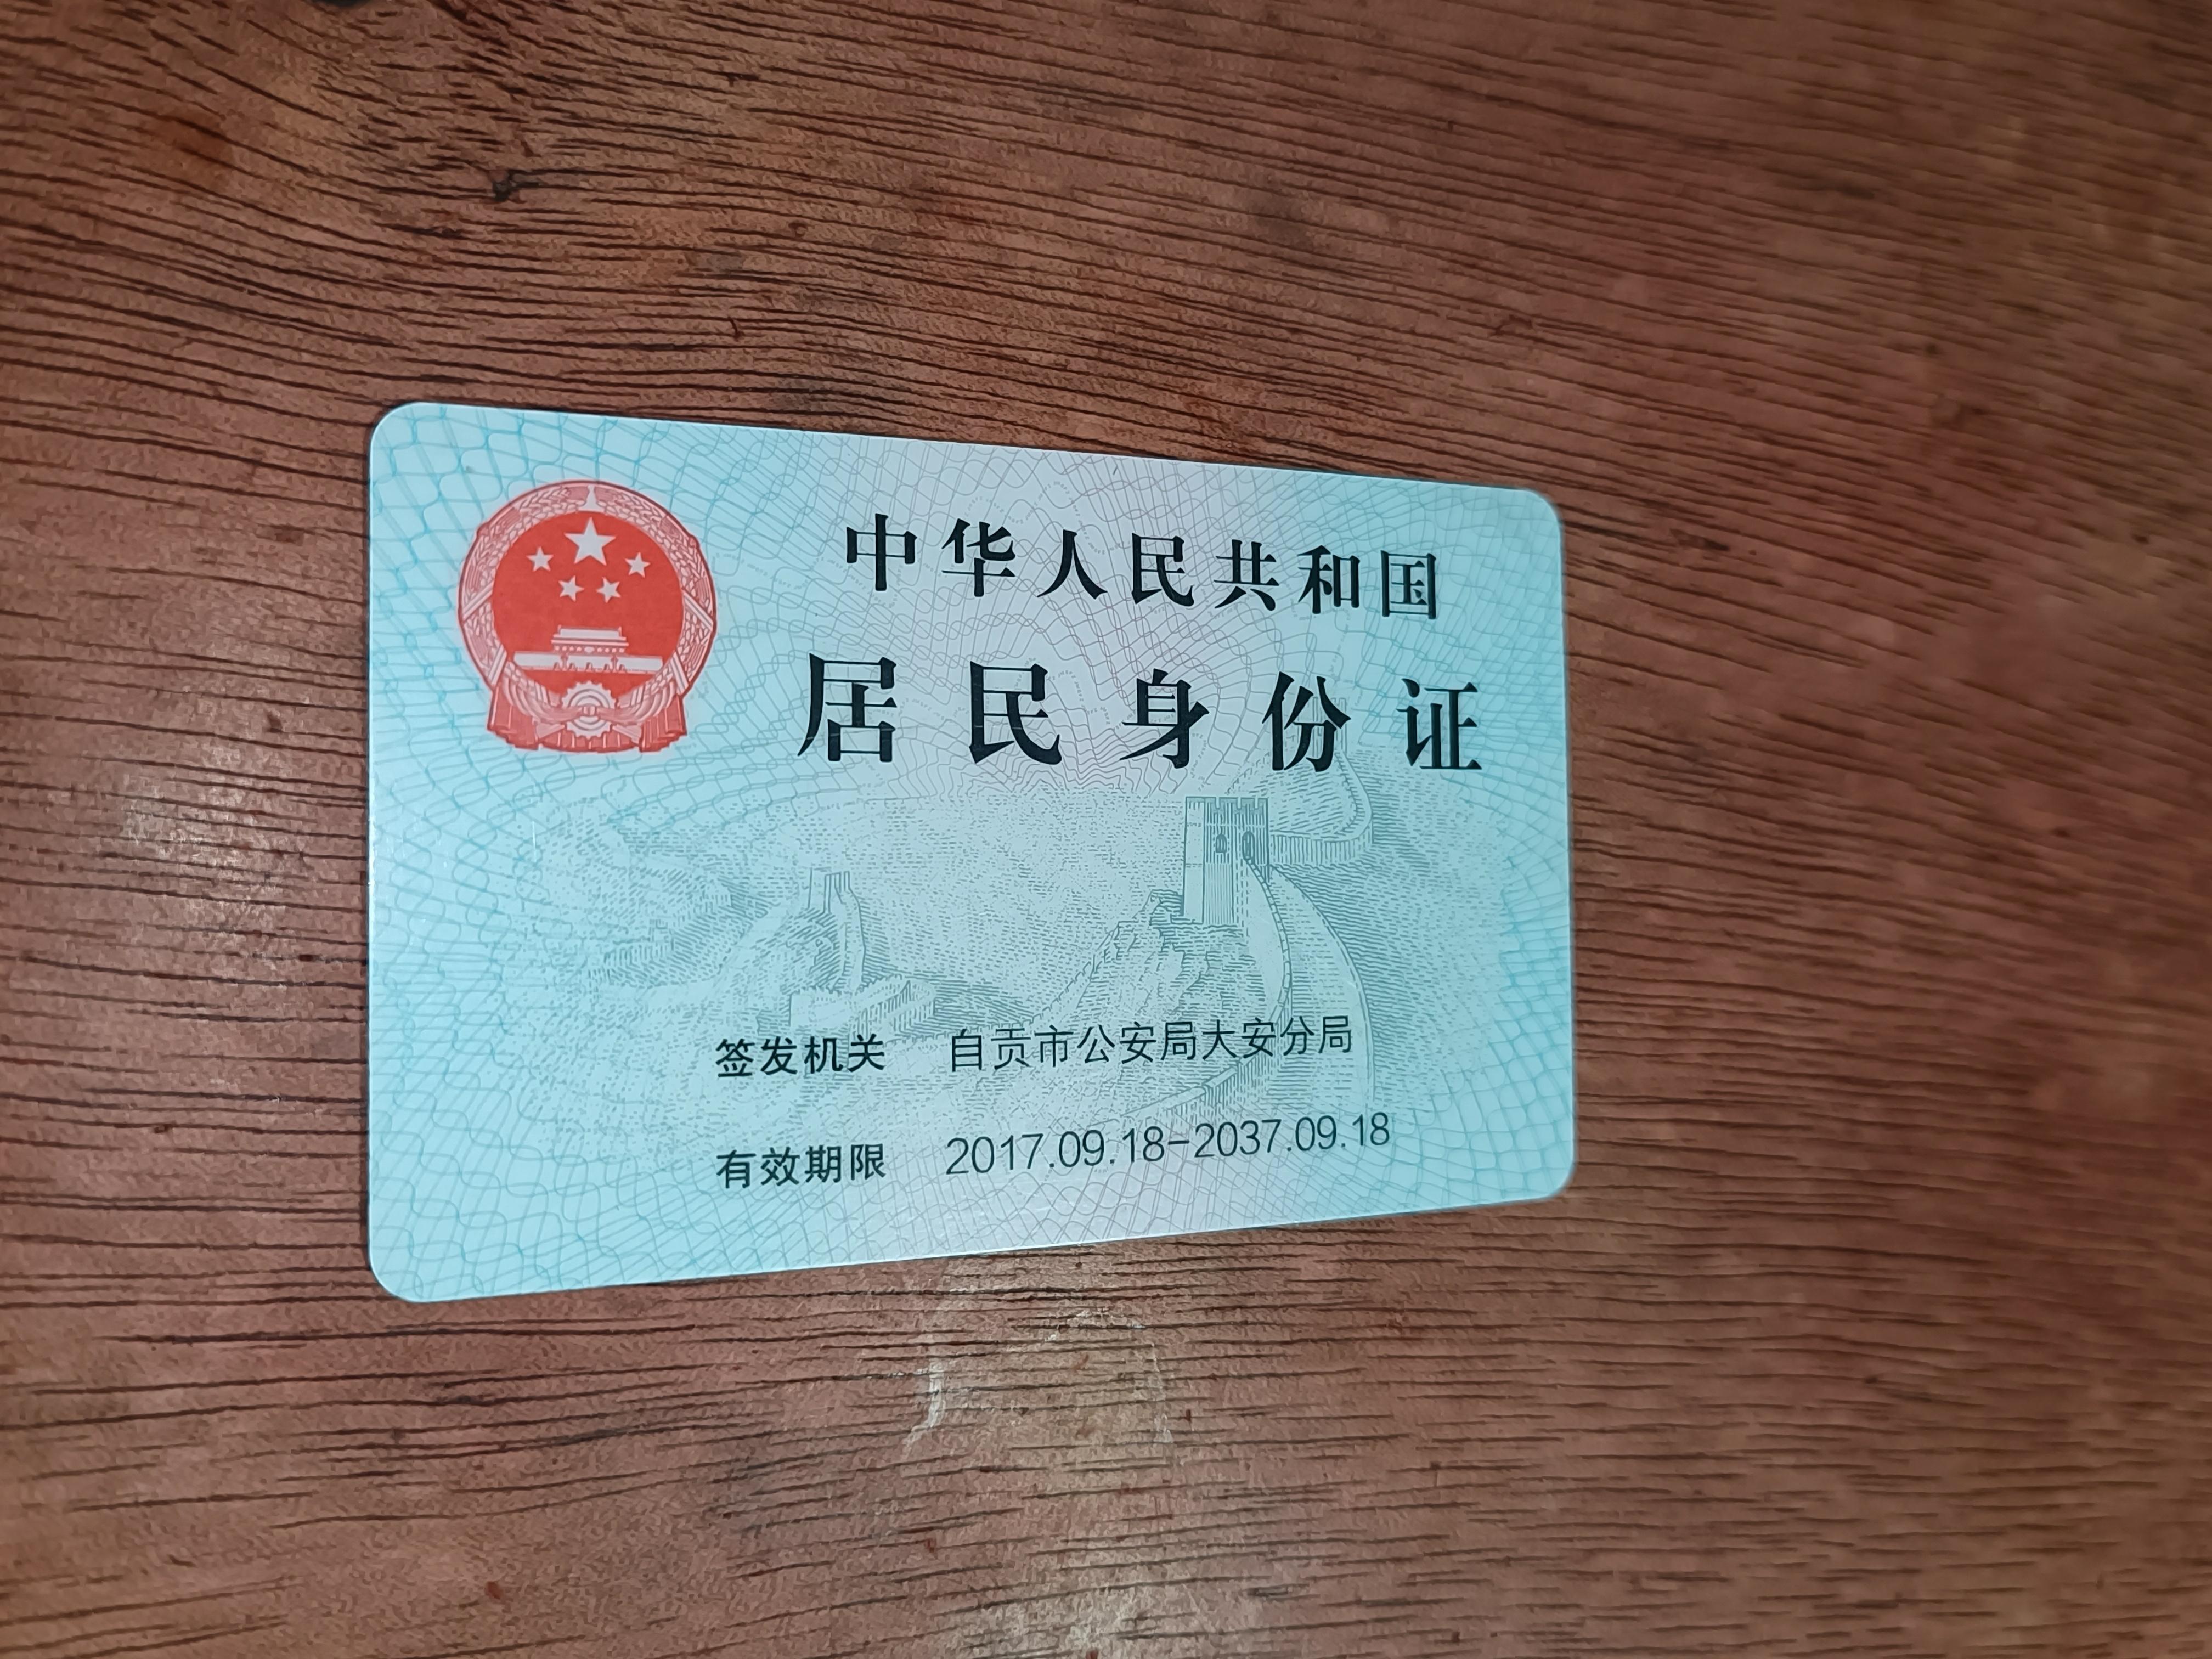 中华人民共和国
居民身份证
签发机关 自贡市公安局大安分局
有效期限 2017.09.18-2037.09.18